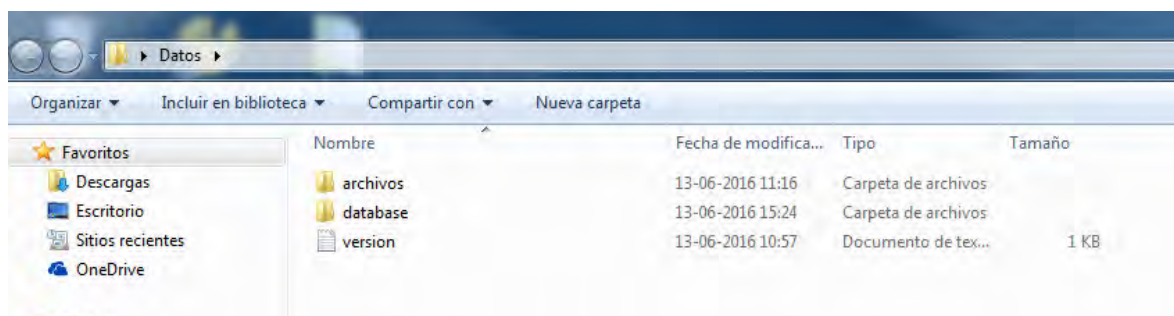 Datos
Organizar Incluir en biblioteca Compartir con Nueva carpeta
Favoritos
Descargas
Escritorio
Sitios recientes
OneDrive
Nombre Fecha de modifica... Tipo Tamaño
archivos 13-06-2016 11:16 Carpeta de archivos
database 13-06-2016 15:24 Carpeta de archivos
version 13-06-2016 10:57 Documento de tex... 1 KB